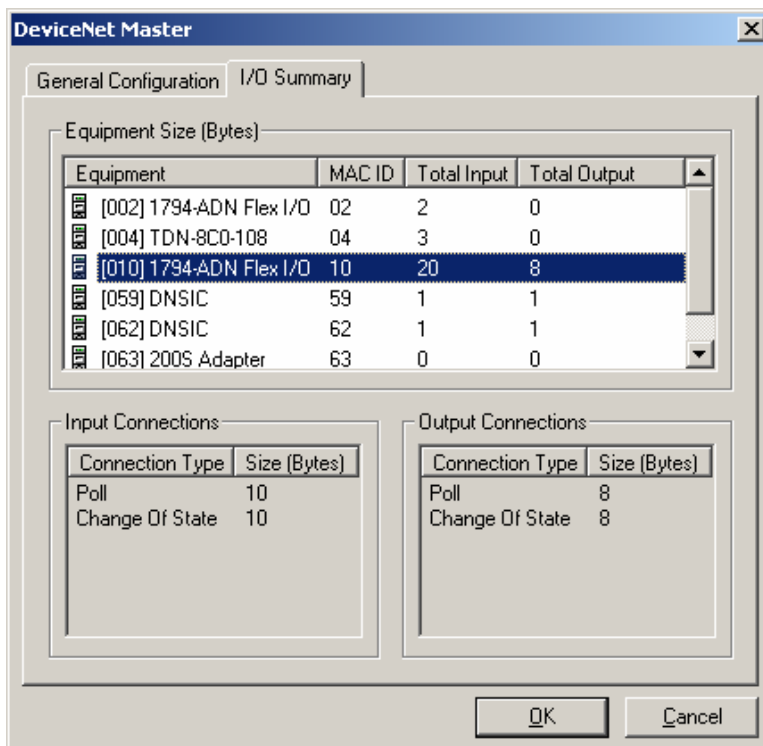 DeviceNet Master
General Configuration I/O Summary
Equipment Size (Bytes)
Equipment MAC ID Total Input Total Output
[002] 1794-ADN Flex I/O 02 2 0
[004] TDN-8C0-108 04 3 0
[010] 1794-ADN Flex I/O 10 20 8
[059] DNSIC 59 1 1
[062] DNSIC 62 1 1
[063] 200S Adapter 63 0 0
Input Connections
Connection Type Size (Bytes)
Poll 10
Change Of State 10
Output Connections
Connection Type Size (Bytes)
Poll 8
Change Of State 8
OK Cancel